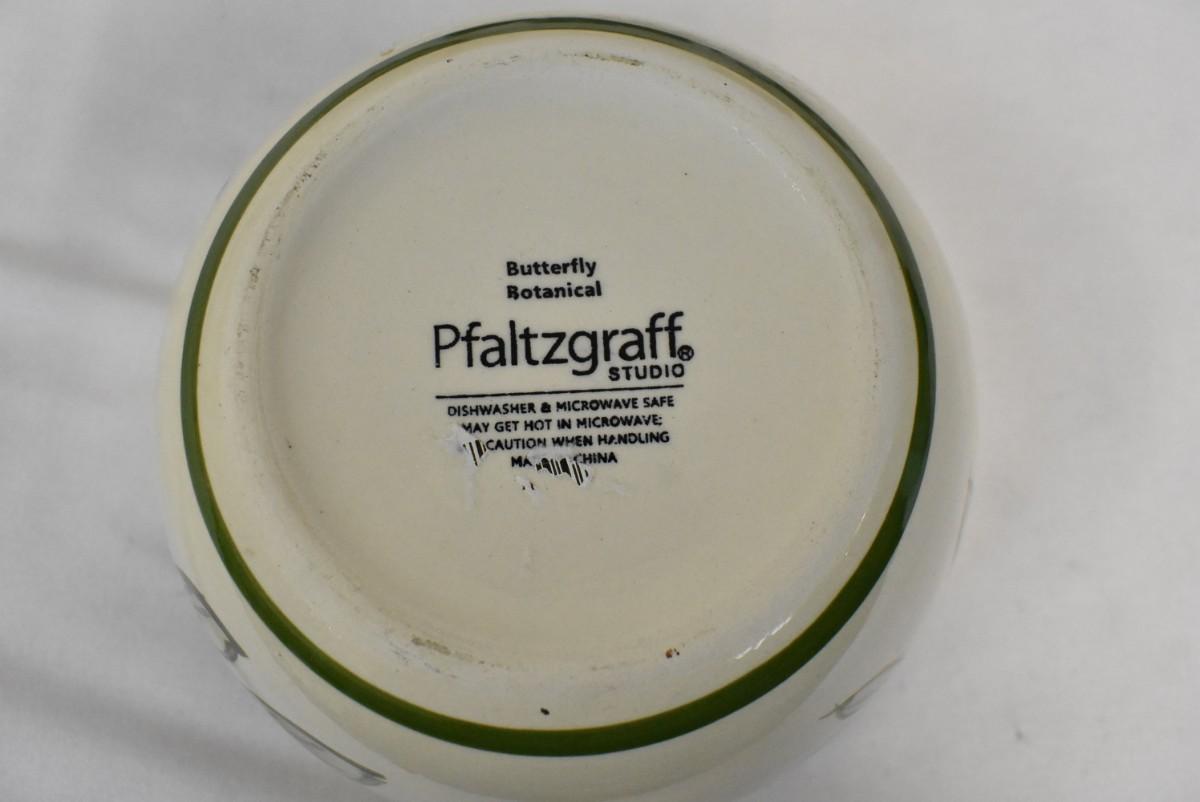 Butterfly
Botanical
Pfaltzgraff®
STUDIO
DISHWASHER & MICROWAVE SAFE
MAY GET HOT IN MICROWAVE;
CAUTION WHEN HANDLING
CHINA